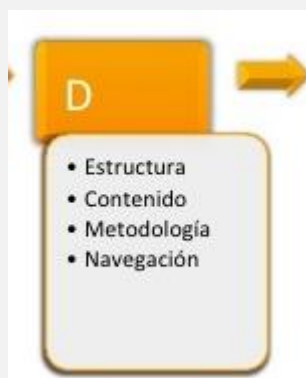 D
• Estructura
• Contenido
• Metodología
• Navegación